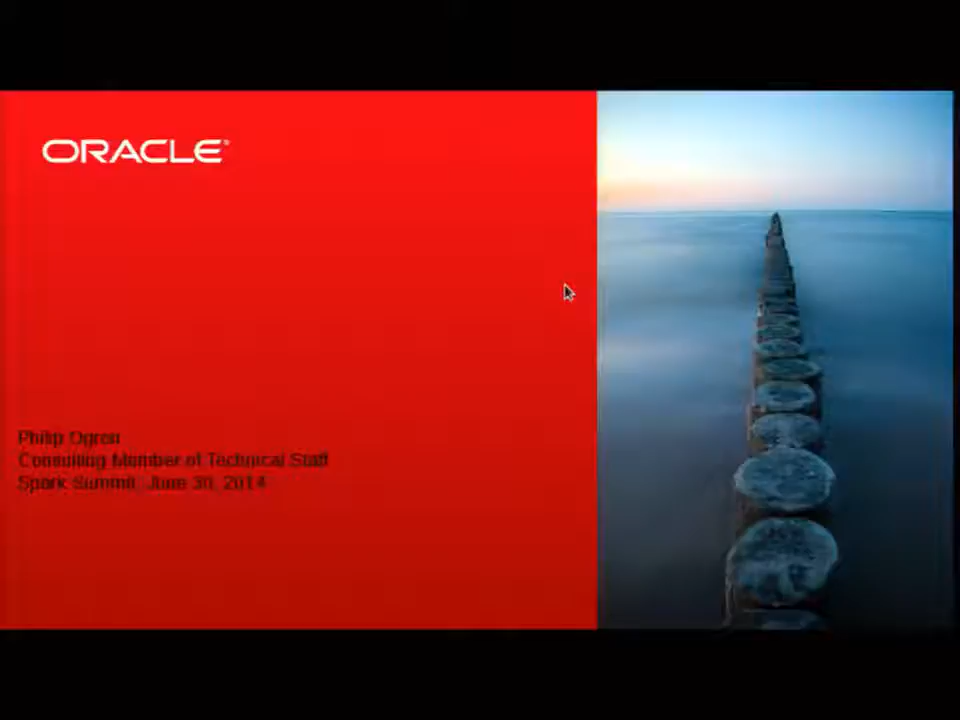 ORACLE®
Philip Ogren
Consulting Member of Technical Staff
Spark Summit, June 30, 2014